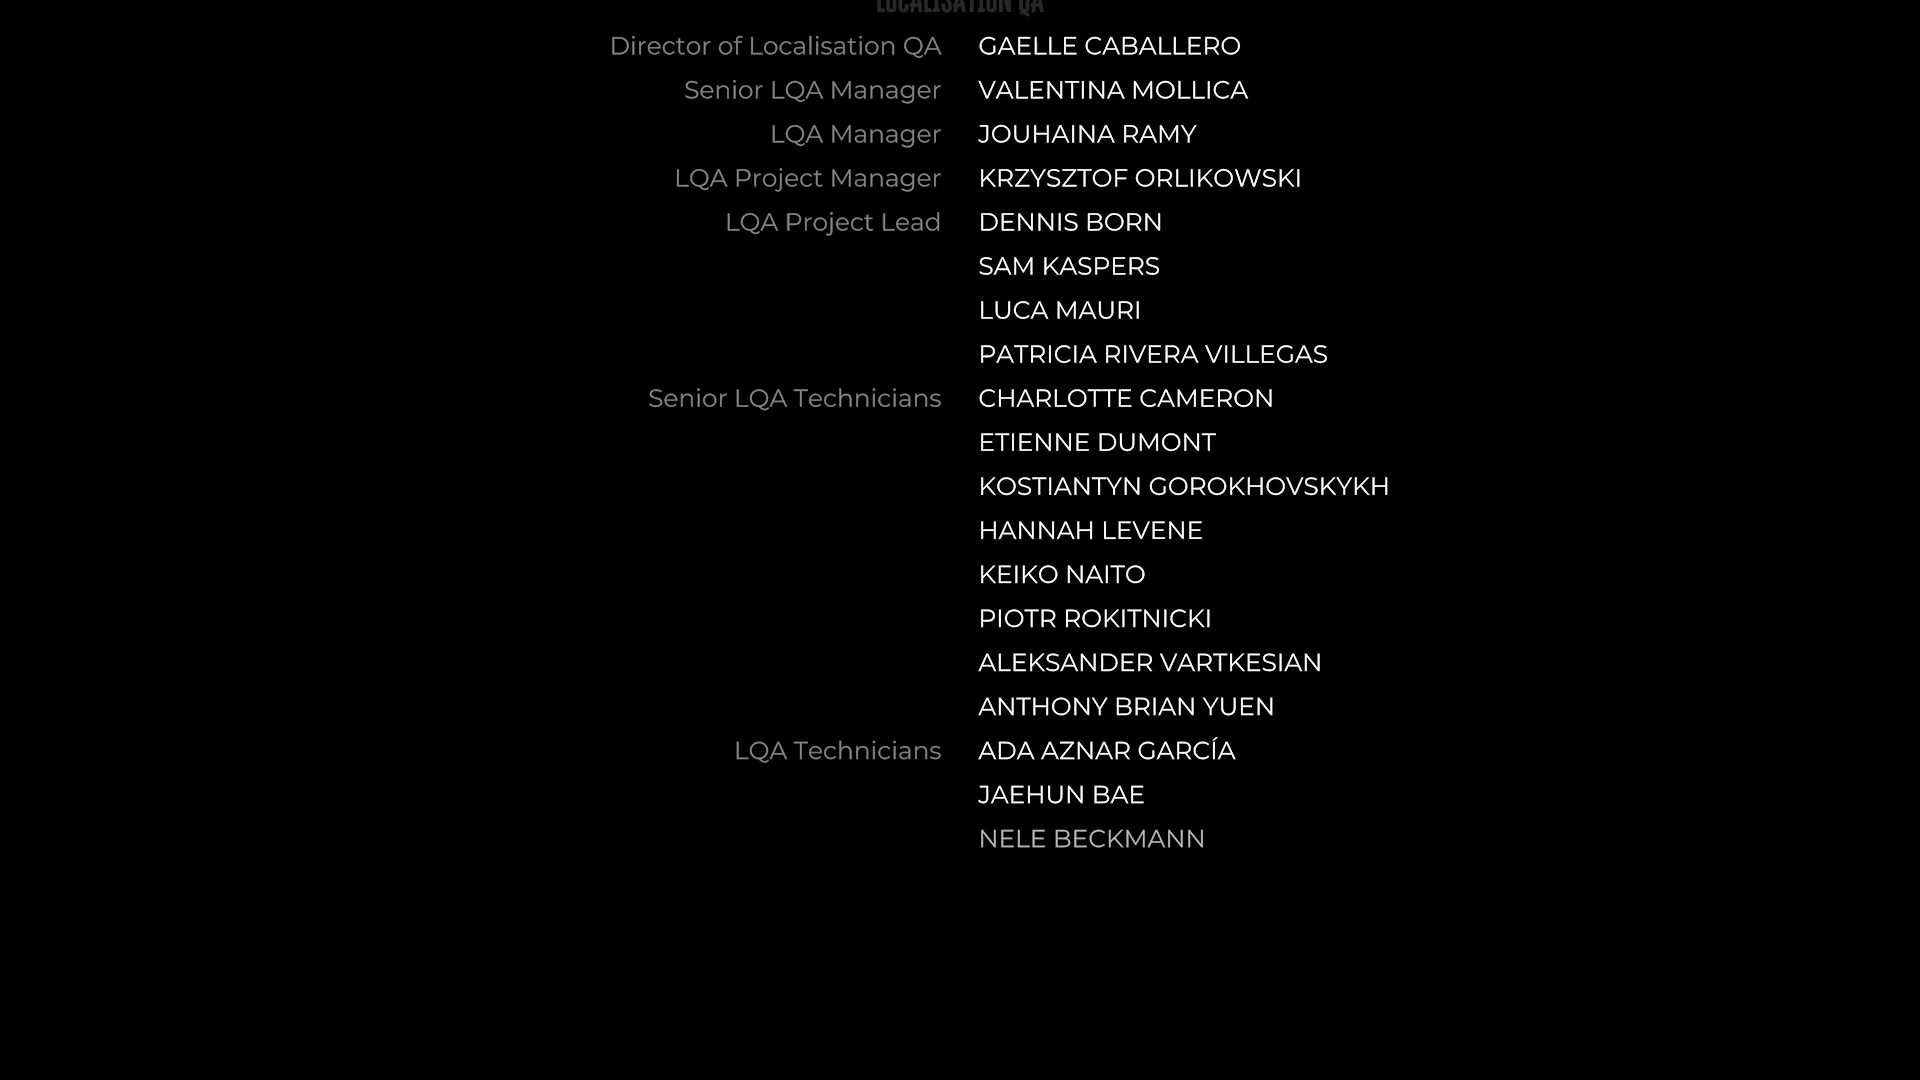 LOCALISATION QA
Director of Localisation QA GAELLE CABALLERO
Senior LQA Manager VALENTINA MOLLICA
LQA Manager JOUHAINA RAMY
LQA Project Manager KRZYSZTOF ORLIKOWSKI
LQA Project Lead DENNIS BORN
SAM KASPERS
LUCA MAURI
PATRICIA RIVERA VILLEGAS
Senior LQA Technicians CHARLOTTE CAMERON
ETIENNE DUMONT
KOSTIANTYN GOROKHOVSKYKH
HANNAH LEVENE
KEIKO NAITO
PIOTR ROKITNICKI
ALEKSANDER VARTKESIAN
ANTHONY BRIAN YUEN
LQA Technicians ADA AZNAR GARCÍA
JAEHUN BAE
NELE BECKMANN